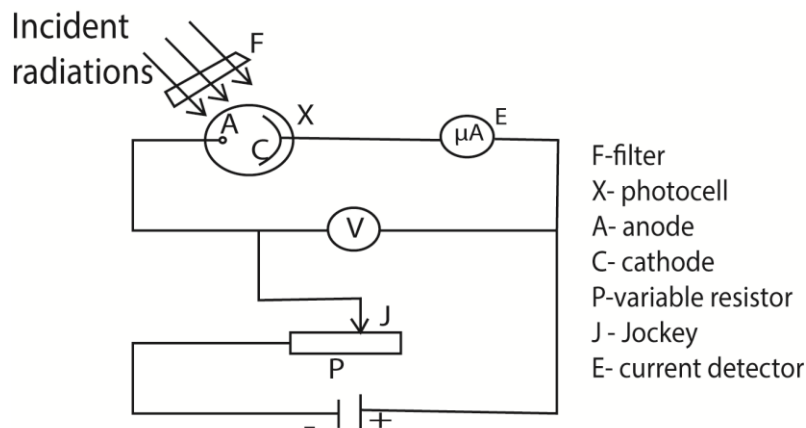 Incident
radiations
F
A
C
X
µA
E
V
J
P
-
+
F-filter
X- photocell
A- anode
C- cathode
P-variable resistor
J - Jockey
E- current detector